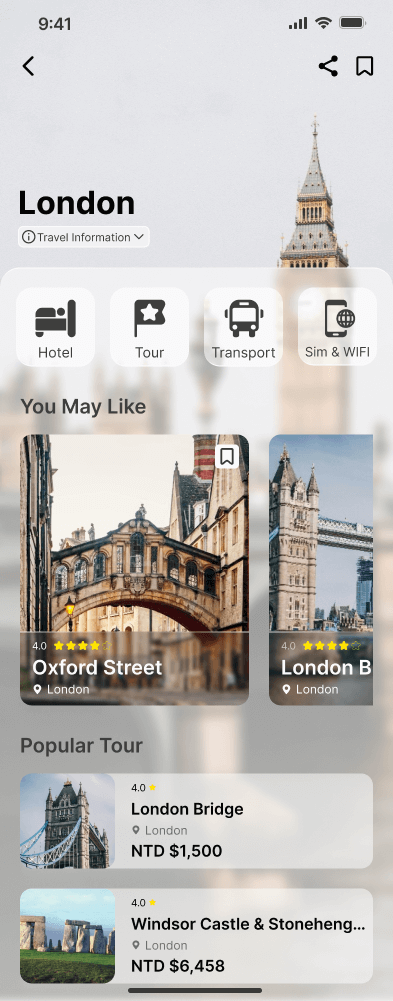 9:41
London
Travel Information
Hotel
Tour
Transport
Sim & WIFI
You May Like
4.0
Oxford Street
London
4.0
London B
London
Popular Tour
4.0
London Bridge
London
NTD $1,500
4.0
Windsor Castle & Stoneheng...
London
NTD $6,458